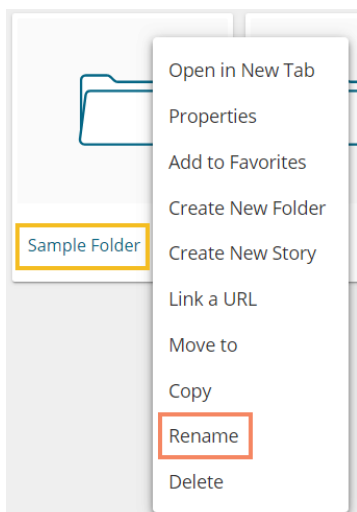 Sample Folder
Open in New Tab
Properties
Add to Favorites
Create New Folder
Create New Story
Link a URL
Move to
Copy
Rename
Delete